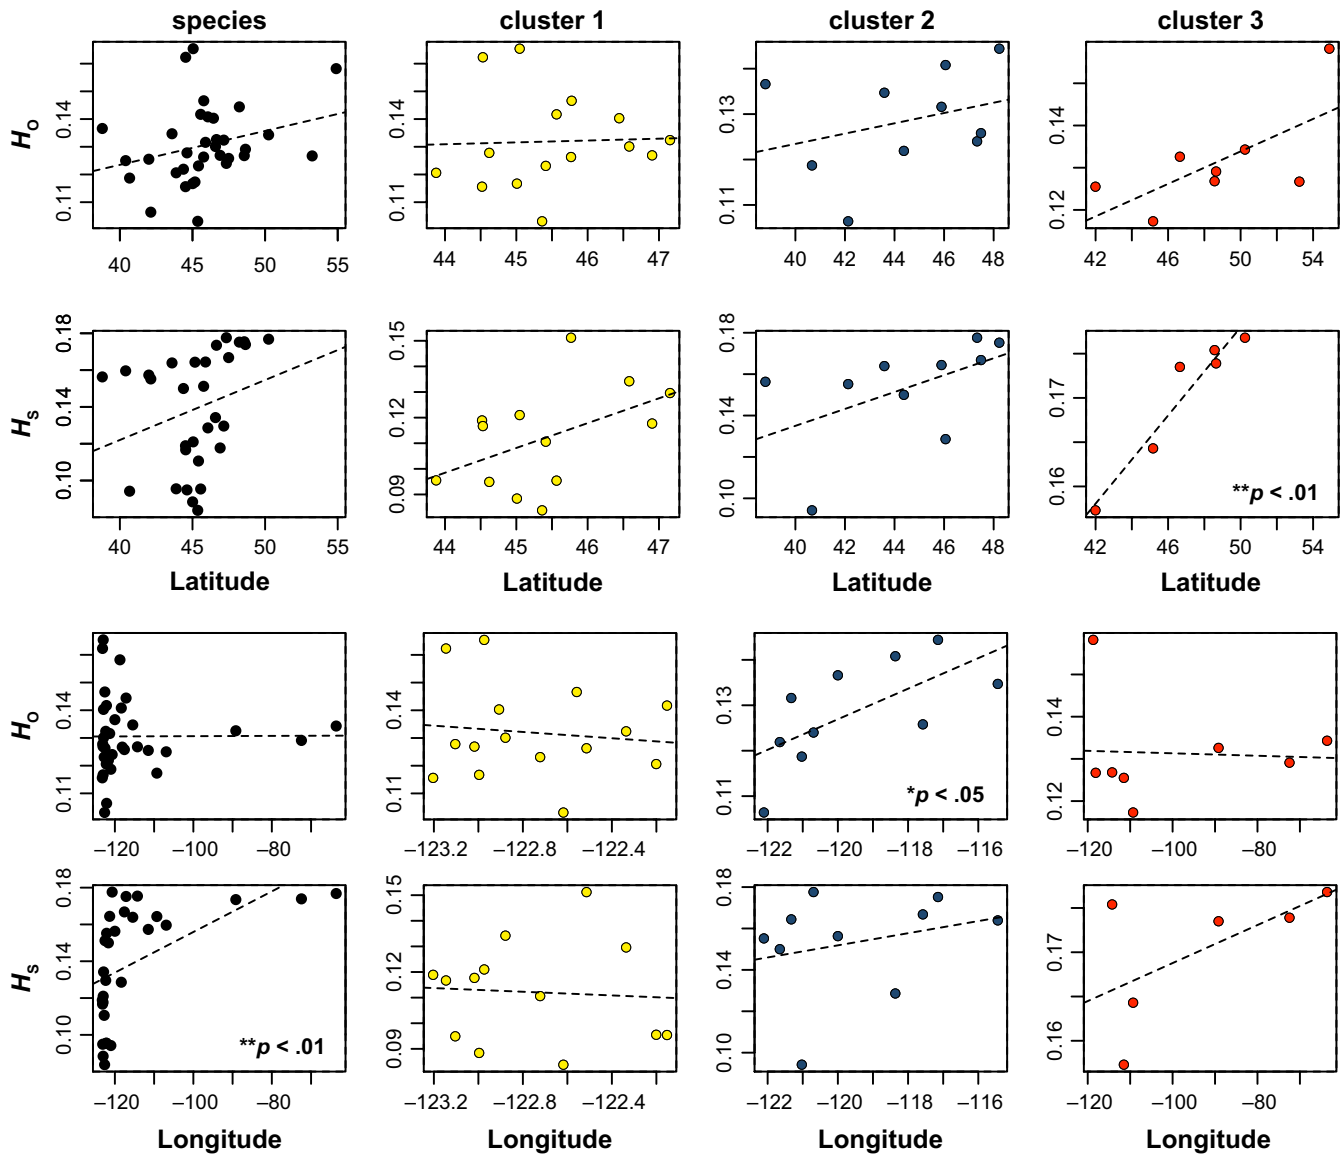 species cluster 1 cluster 2 cluster 3
Ho 0.11 0.14 0.11 0.14 0.11 0.13 0.12 0.14
40 45 50 55 44 45 46 47 40 42 44 46 48 42 46 50 54
Hs 0.10 0.14 0.18 0.09 0.12 0.15 0.10 0.14 0.18 0.16 0.17
**p < .01
40 45 50 55 44 45 46 47 40 42 44 46 48 42 46 50 54
Latitude Latitude Latitude Latitude
Ho 0.11 0.14 0.11 0.14 0.11 0.13 0.12 0.14
*p < .05
−120 −100 −80 −123.2 −122.8 −122.4 −122 −120 −118 −116 −120 −100 −80
Hs 0.10 0.14 0.18 0.09 0.12 0.15 0.10 0.14 0.18 0.16 0.17
**p < .01
−120 −100 −80 −123.2 −122.8 −122.4 −122 −120 −118 −116 −120 −100 −80
Longitude Longitude Longitude Longitude